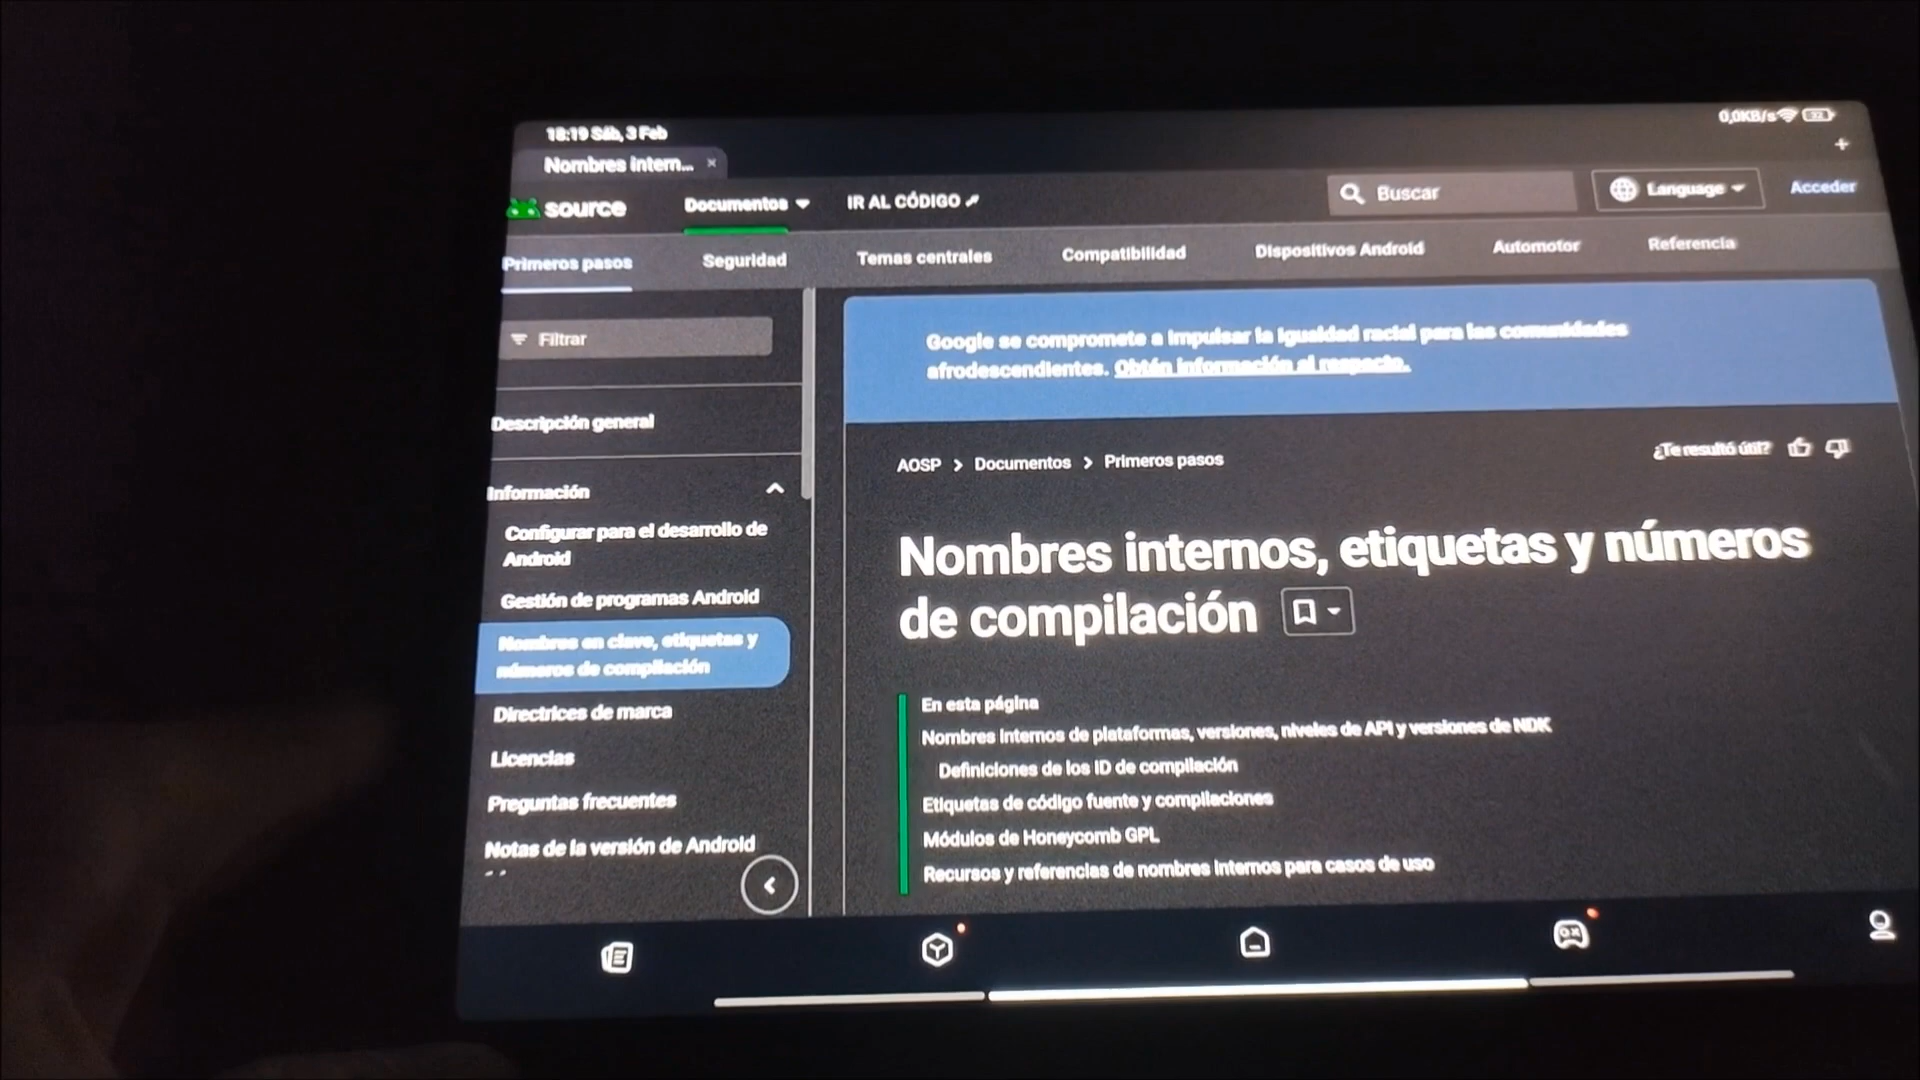 18:19 Sáb, 3 Feb
0,0KB/s
Nombres intern...
source
Documentos
IR AL CÓDIGO
Buscar
Language
Acceder
Primeros pasos
Seguridad
Temas centrales
Compatibilidad
Dispositivos Android
Automotor
Referencia
Filtrar
Descripción general
Información
Configurar para el desarrollo de
Android
Gestión de programas Android
Nombres en clave, etiquetas y
números de compilación
Directrices de marca
Licencias
Preguntas frecuentes
Notas de la versión de Android
Google se compromete a impulsar la igualdad racial para las comunidades
afrodescendientes. Obtén información al respecto.
AOSP > Documentos > Primeros pasos
¿Te resultó útil?
Nombres internos, etiquetas y números
de compilación
En esta página
Nombres internos de plataformas, versiones, niveles de API y versiones de NDK
Definiciones de los ID de compilación
Etiquetas de código fuente y compilaciones
Módulos de Honeycomb GPL
Recursos y referencias de nombres internos para casos de uso